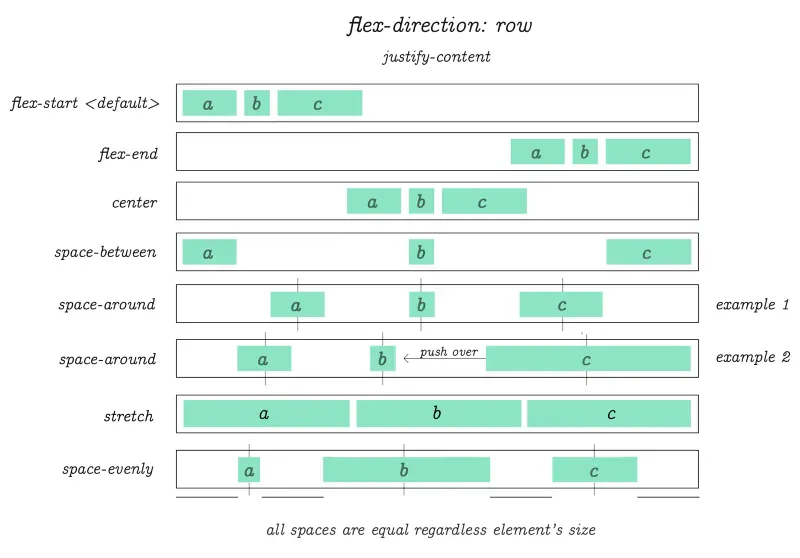 flex-direction: row
justify-content
flex-start <default> a b c
flex-end a b c
center a b c
space-between a b c
space-around a b c example 1
space-around a b push over c example 2
stretch a b c
space-evenly a b c
all spaces are equal regardless element's size